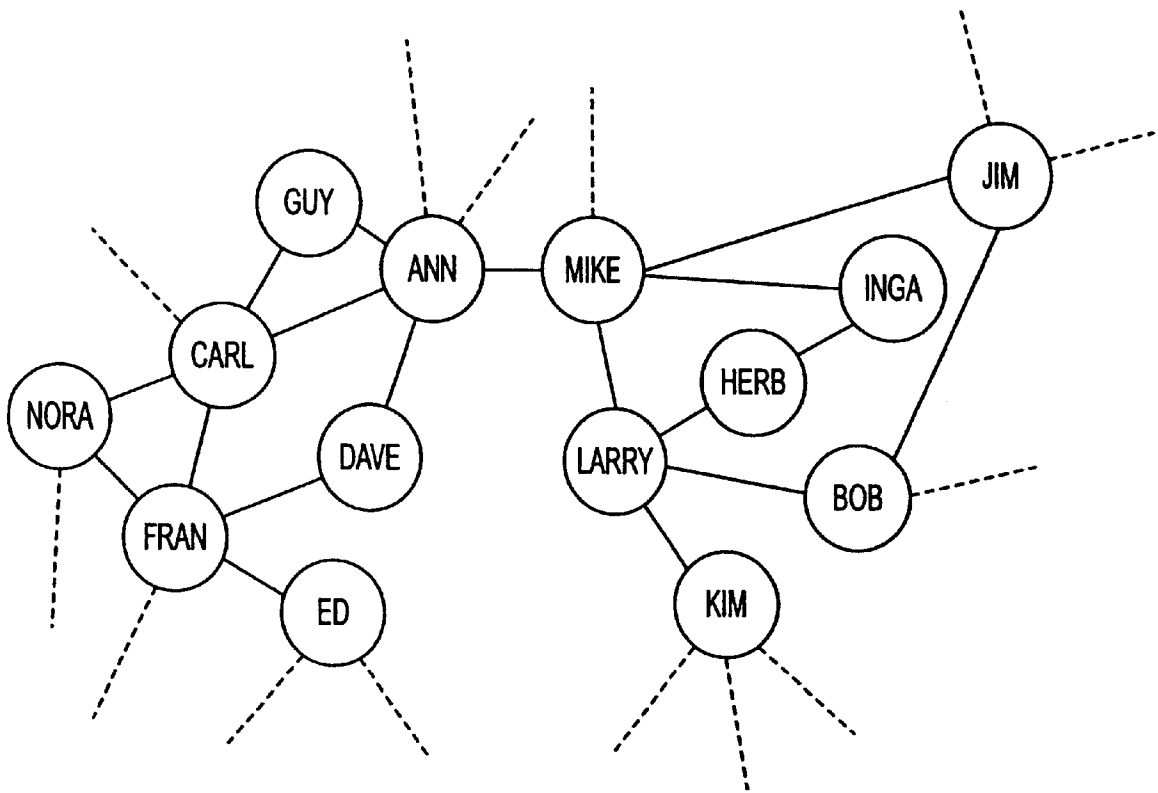 JIM
GUY
ANN
MIKE
INGA
CARL
HERB
NORA
DAVE
LARRY
BOB
FRAN
ED
KIM